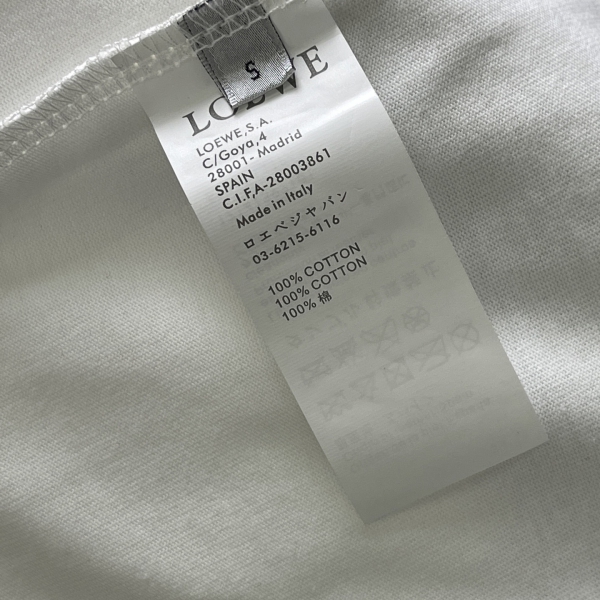 S
LOEWE
LOEWE, S.A.
C/Goya, 4
28001 - Madrid
SPAIN
C.I.F.A-28003861
Made in Italy
ロエベジャパン
03-6215-6116
100% COTTON
100% COTTON
100% 棉